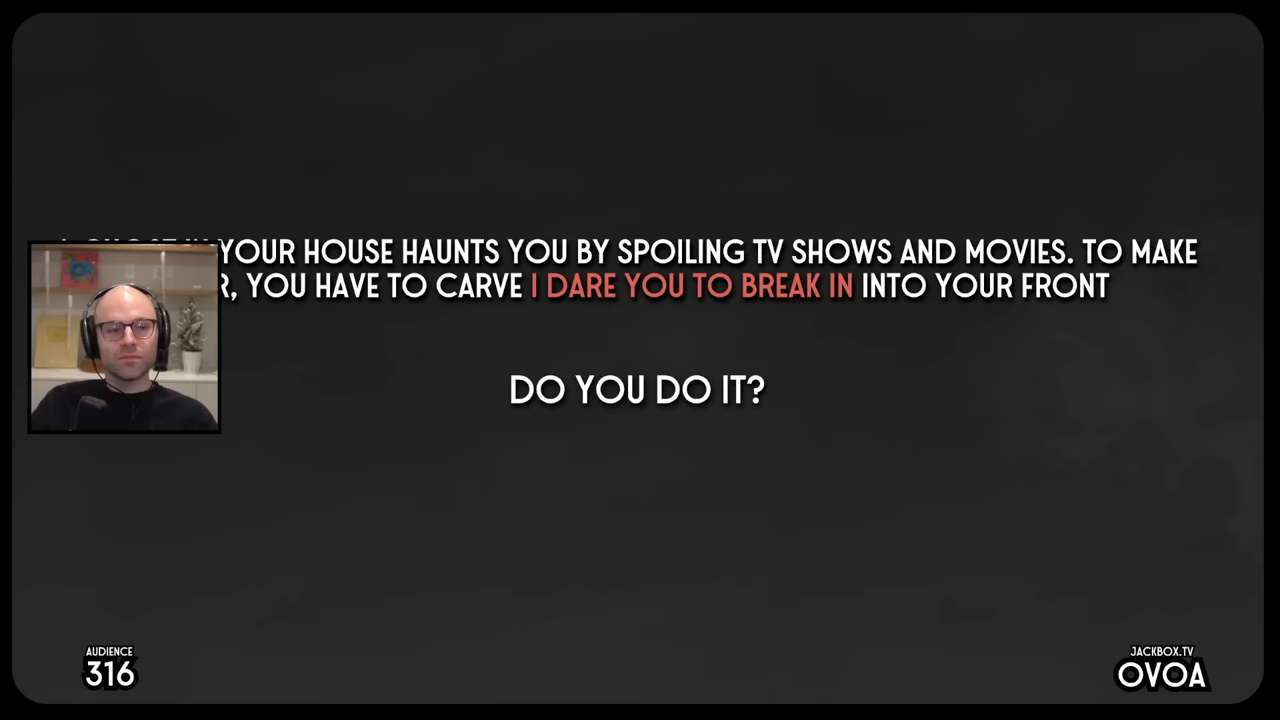 YOUR HOUSE HAUNTS YOU BY SPOILING TV SHOWS AND MOVIES. TO MAKE
R, YOU HAVE TO CARVE I DARE YOU TO BREAK IN INTO YOUR FRONT
DO YOU DO IT?
AUDIENCE
316
JACKBOX.TV
OVOA